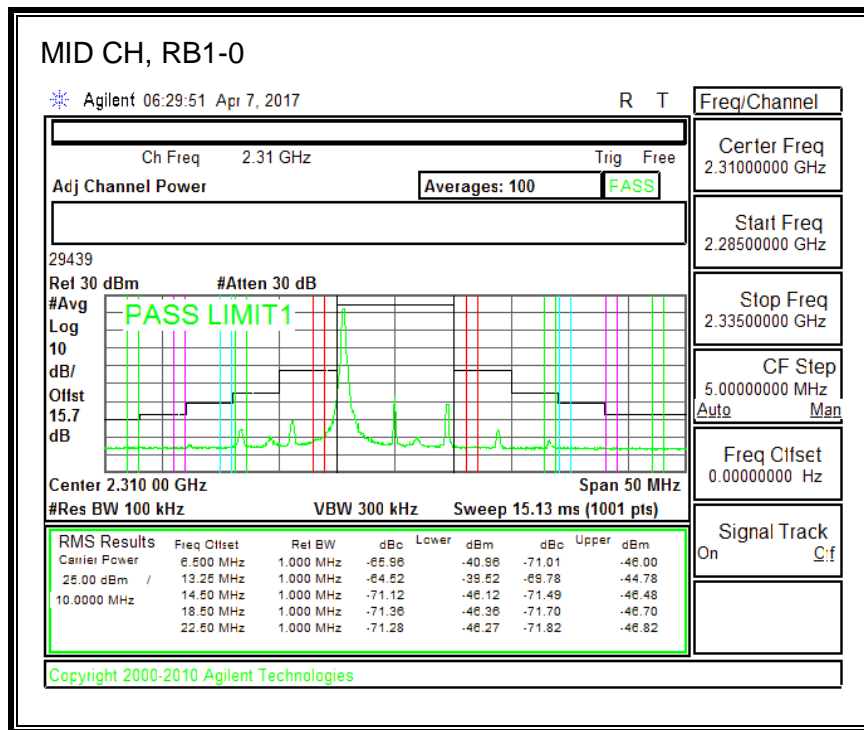 MID CH, RB1-0
Agilent 06:29:51 Apr 7, 2017 R T
Ch Freq 2.31 GHz Trig Free
Adj Channel Power Averages: 100 PASS
29439
Ref 30 dBm #Atten 30 dB
#Avg
Log
10
dB/
Offst
15.7
dB
PASS LIMIT1
Center 2.310 00 GHz Span 50 MHz
#Res BW 100 kHz VBW 300 kHz Sweep 15.13 ms (1001 pts)
RMS Results Freq Offset Ref BW dBc Lower dBm dBc Upper dBm
Carrier Power 6.500 MHz 1.000 MHz -65.96 -40.96 -71.01 -46.00
25.00 dBm / 13.25 MHz 1.000 MHz -64.52 -39.52 -69.78 -44.78
10.0000 MHz 14.50 MHz 1.000 MHz -71.12 -46.12 -71.49 -46.48
18.50 MHz 1.000 MHz -71.36 -46.36 -71.70 -46.70
22.50 MHz 1.000 MHz -71.28 -46.27 -71.82 -46.82
Copyright 2000-2010 Agilent Technologies
Freq/Channel
Center Freq
2.31000000 GHz
Start Freq
2.28500000 GHz
Stop Freq
2.33500000 GHz
CF Step
5.00000000 MHz
Auto Man
Freq Offset
0.00000000 Hz
Signal Track
On